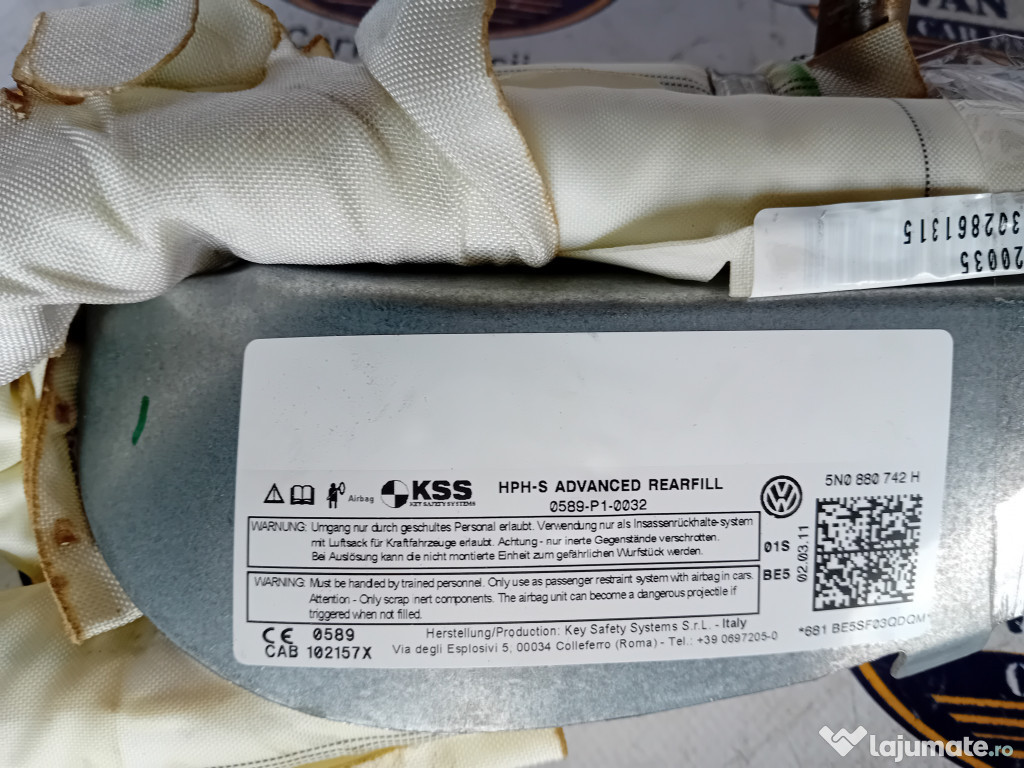 VAN
CAR
20035
3Q2861315
Airbag
KSS
KEY SAFETY SYSTEMS
HPH-S ADVANCED REARFILL
0589-P1-0032
5N0 880 742 H
01S
BE5
02.03.11
WARNUNG: Umgang nur durch geschultes Personal erlaubt. Verwendung nur als Insassenrückhalte-system
mit Luftsack für Kraftfahrzeuge erlaubt. Achtung - nur inerte Gegenstände verschrotten.
Bei Auslösung kann die nicht montierte Einheit zum gefährlichen Wurfstück werden.
WARNING: Must be handled by trained personnel. Only use as passenger restraint system with airbag in cars.
Attention - Only scrap inert components. The airbag unit can become a dangerous projectile if
triggered when not filled.
CE 0589
CAB 102157X
Herstellung/Production: Key Safety Systems S.r.L. - Italy
Via degli Esplosivi 5; 00034 Colleferro (Roma) - Tel.: +39 0697205-0
*681 BE5SF03QDQM*
lajumate.ro